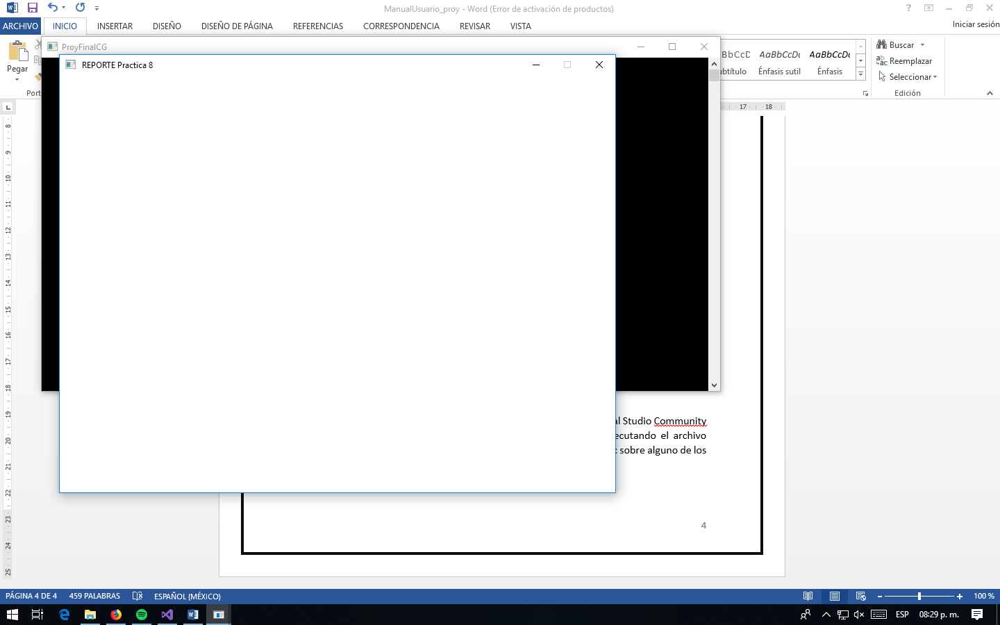 ManualUsuario_proy - Word (Error de activación de productos)
ARCHIVO INICIO INSERTAR DISEÑO DISEÑO DE PÁGINA REFERENCIAS CORRESPONDENCIA REVISAR VISTA Iniciar sesión
ProyFinalCG
REPORTE Practica 8
Pegar
AaBbCcDc AaBbCcDc
Énfasis sutil Énfasis
Buscar
Reemplazar
Seleccionar
Edición
17 18
8
9
10
11
12
13
14
15
16
17
18
19
20
21
22
23
24
25
al Studio Community
ecutando el archivo
c sobre alguno de los
4
PÁGINA 4 DE 4 459 PALABRAS ESPAÑOL (MÉXICO) 100 %
ESP 08:29 p. m.